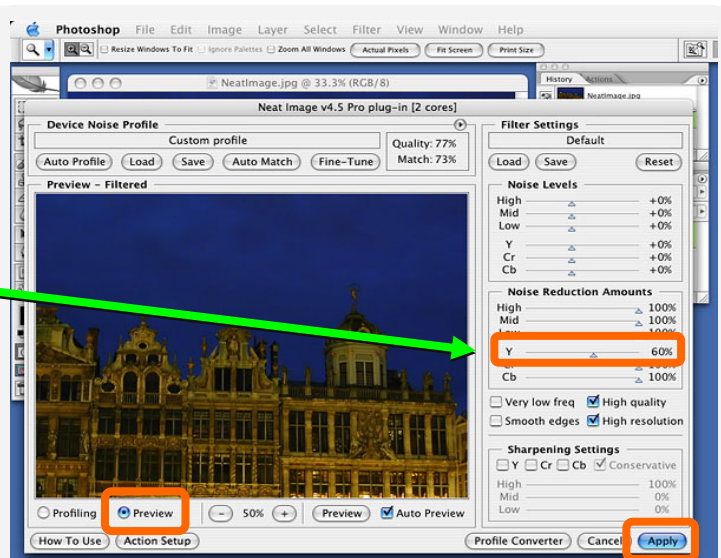 Photoshop File Edit Image Layer Select Filter View Window Help
Resize Windows To Fit Ignore Palettes Zoom All Windows Actual Pixels Fit Screen Print Size
NeatImage.jpg @ 33.3% (RGB/8)
History Actions
NeatImage.jpg
Neat Image v4.5 Pro plug-in [2 cores]
Device Noise Profile
Custom profile
Quality: 77%
Match: 73%
Auto Profile Load Save Auto Match Fine-Tune
Preview - Filtered
Profiling Preview - 50% + Preview Auto Preview
How To Use Action Setup
Filter Settings
Default
Load Save Reset
Noise Levels
High +0%
Mid +0%
Low +0%
Y +0%
Cr +0%
Cb +0%
Noise Reduction Amounts
High 100%
Mid 100%
Low 100%
Y 60%
Cr 100%
Cb 100%
Very low freq High quality
Smooth edges High resolution
Sharpening Settings
Y Cr Cb Conservative
High 100%
Mid 0%
Low 0%
Profile Converter Cancel Apply